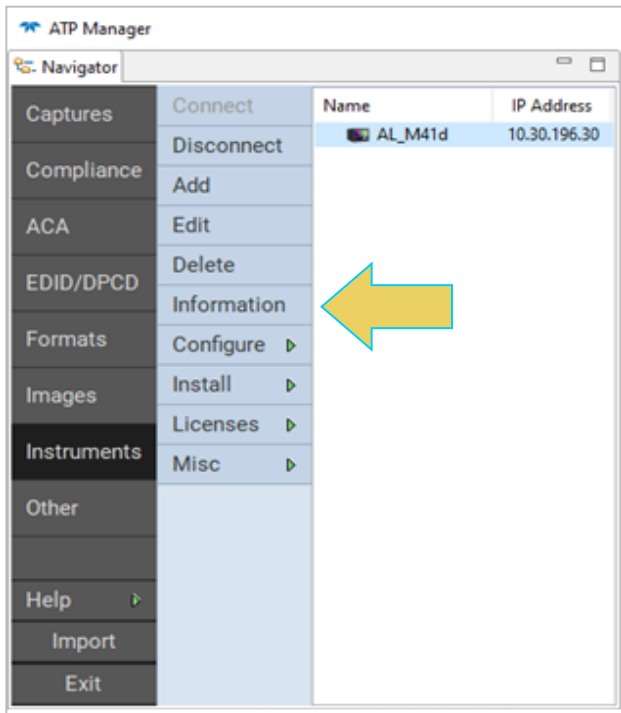 ATP Manager
Navigator
Captures
Compliance
ACA
EDID/DPCD
Formats
Images
Instruments
Other
Help
Import
Exit
Connect
Disconnect
Add
Edit
Delete
Information
Configure
Install
Licenses
Misc
Name IP Address
AL_M41d 10.30.196.30